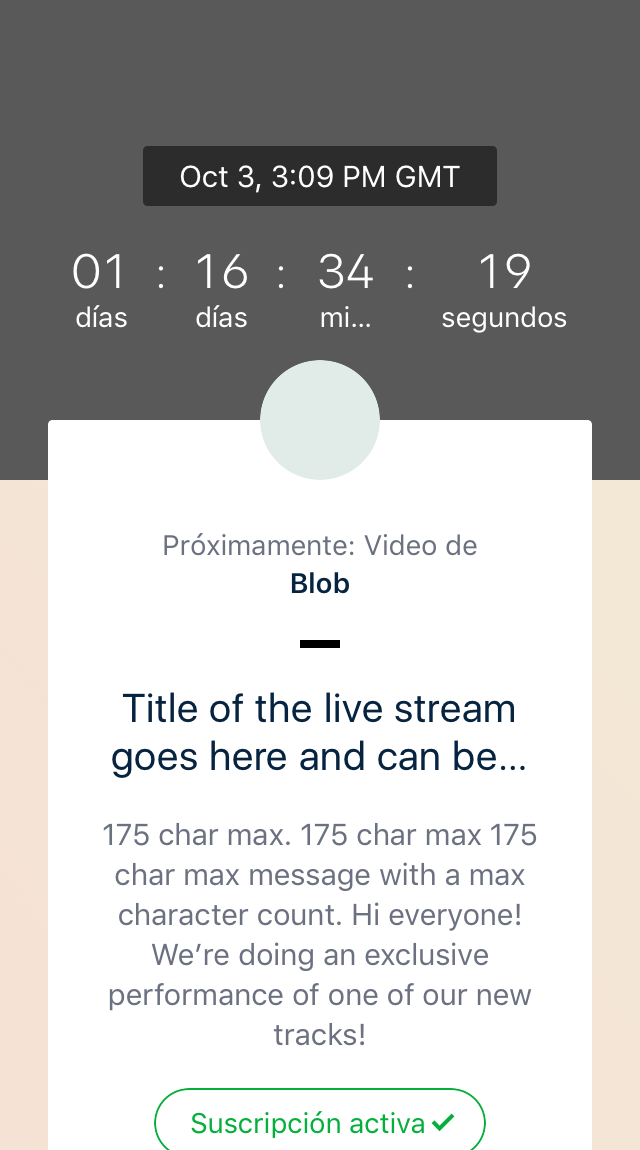 Oct 3, 3:09 PM GMT
01 : 16 : 34 : 19
días días mi... segundos
Próximamente: Video de
Blob
Title of the live stream
goes here and can be...
175 char max. 175 char max 175
char max message with a max
character count. Hi everyone!
We’re doing an exclusive
performance of one of our new
tracks!
Suscripción activa ✓